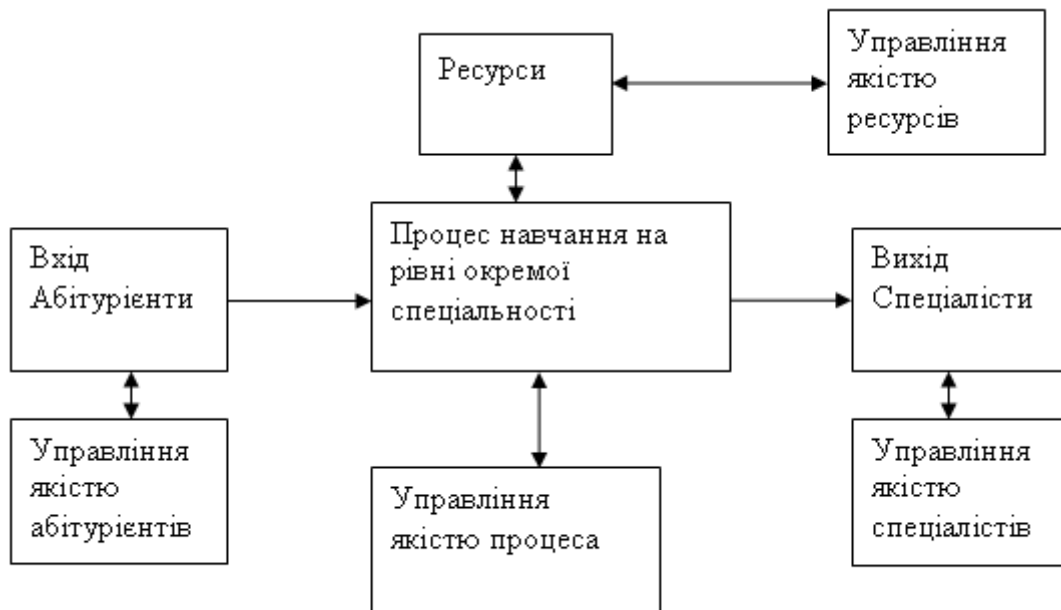 Ресурси
Управління
якістю
ресурсів
Вхід
Абітурієнти
Процес навчання на
рівні окремої
спеціальності
Вихід
Спеціалісти
Управління
якістю
абітурієнтів
Управління
якістю процеса
Управління
якістю
спеціалістів